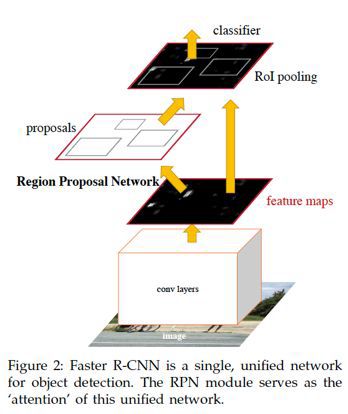 classifier
RoI pooling
proposals
Region Proposal Network
feature maps
conv layers
image
Figure 2: Faster R-CNN is a single, unified network
for object detection. The RPN module serves as the
‘attention’ of this unified network.